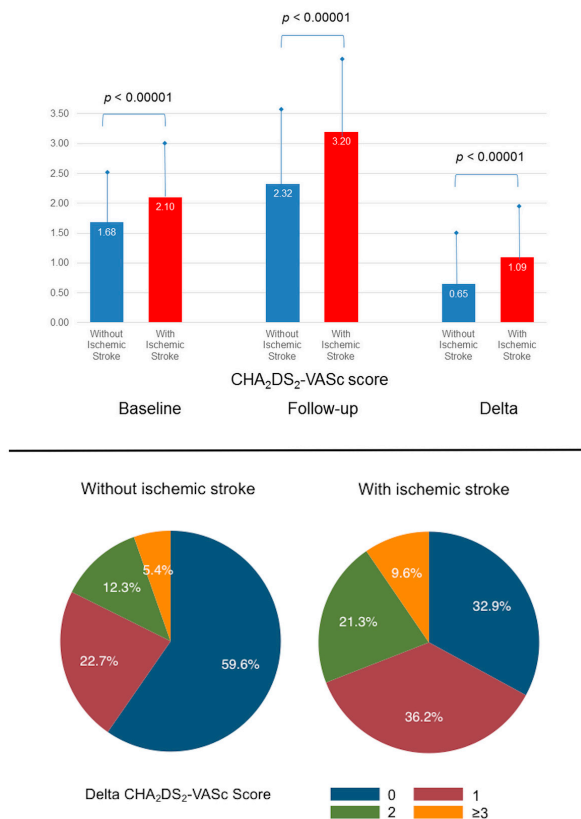 p < 0.00001
p < 0.00001
p < 0.00001
3.50
3.00
2.50
2.00
1.50
1.00
0.50
0.00
1.68
2.10
2.32
3.20
0.65
1.09
Without Ischemic Stroke
With Ischemic Stroke
Without Ischemic Stroke
With Ischemic Stroke
Without Ischemic Stroke
With Ischemic Stroke
CHA₂DS₂-VASc score
Baseline
Follow-up
Delta
Without ischemic stroke
With ischemic stroke
5.4%
12.3%
22.7%
59.6%
9.6%
32.9%
21.3%
36.2%
Delta CHA₂DS₂-VASc Score
0
1
2
≥3